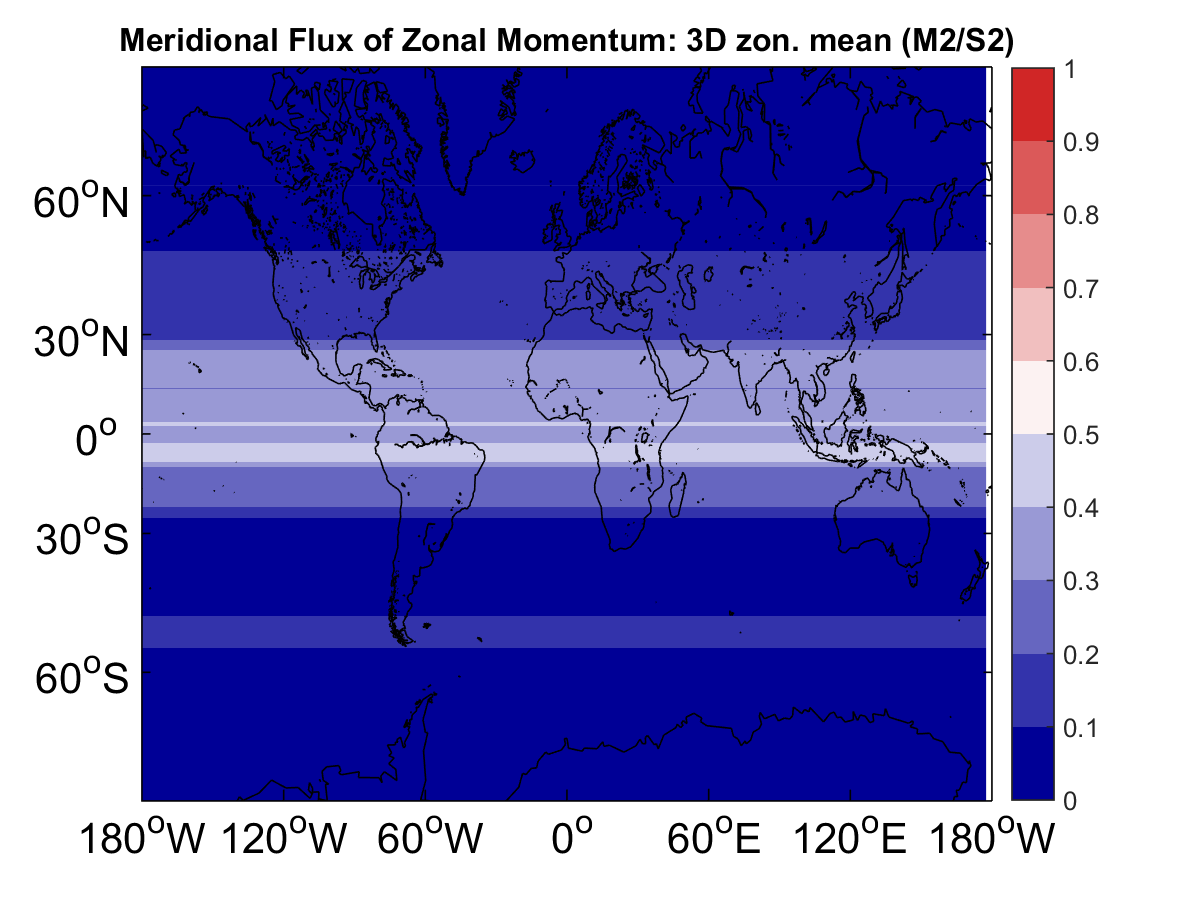 Meridional Flux of Zonal Momentum: 3D zon. mean (M2/S2)
60oN
30oN
0o
30oS
60oS
180oW 120oW 60oW 0o 60oE 120oE 180oW
1
0.9
0.8
0.7
0.6
0.5
0.4
0.3
0.2
0.1
0